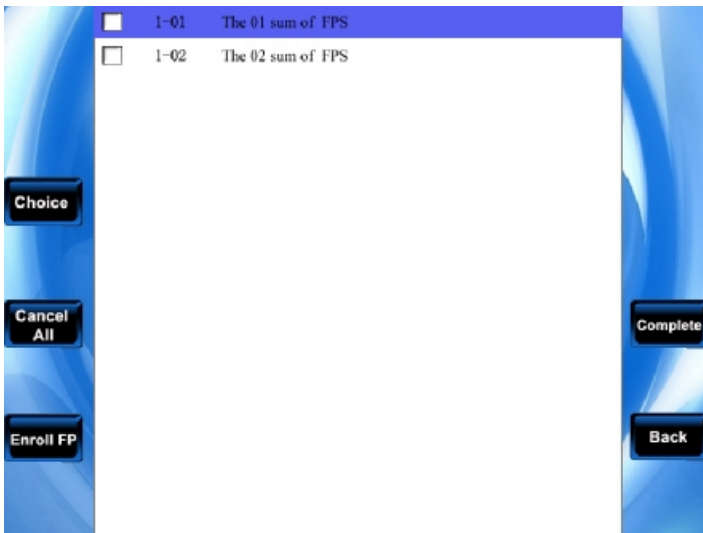 1-01 The 01 sum of FPS
1-02 The 02 sum of FPS
Choice
Cancel
All
Enroll FP
Complete
Back